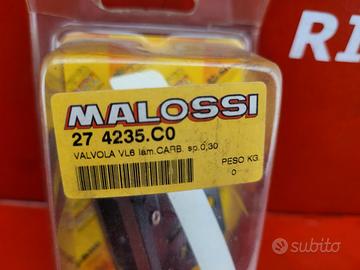 RI
MALOSSI
27 4235.C0
VALVOLA VL6 lam.CARB. sp.0,30
PESO KG.
0
subito